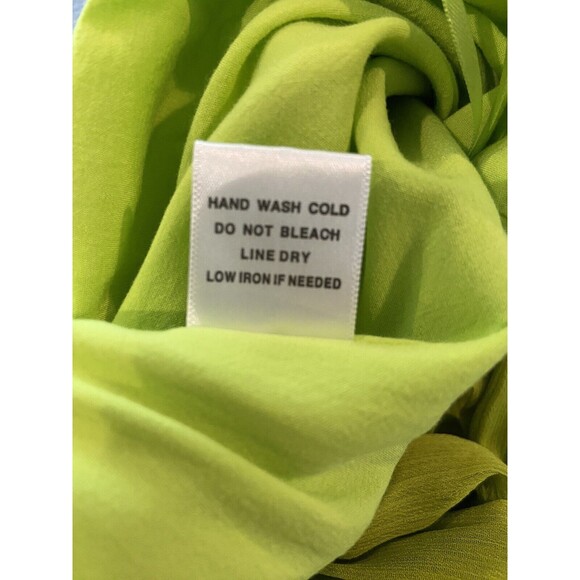 HAND WASH COLD
DO NOT BLEACH
LINE DRY
LOW IRON IF NEEDED